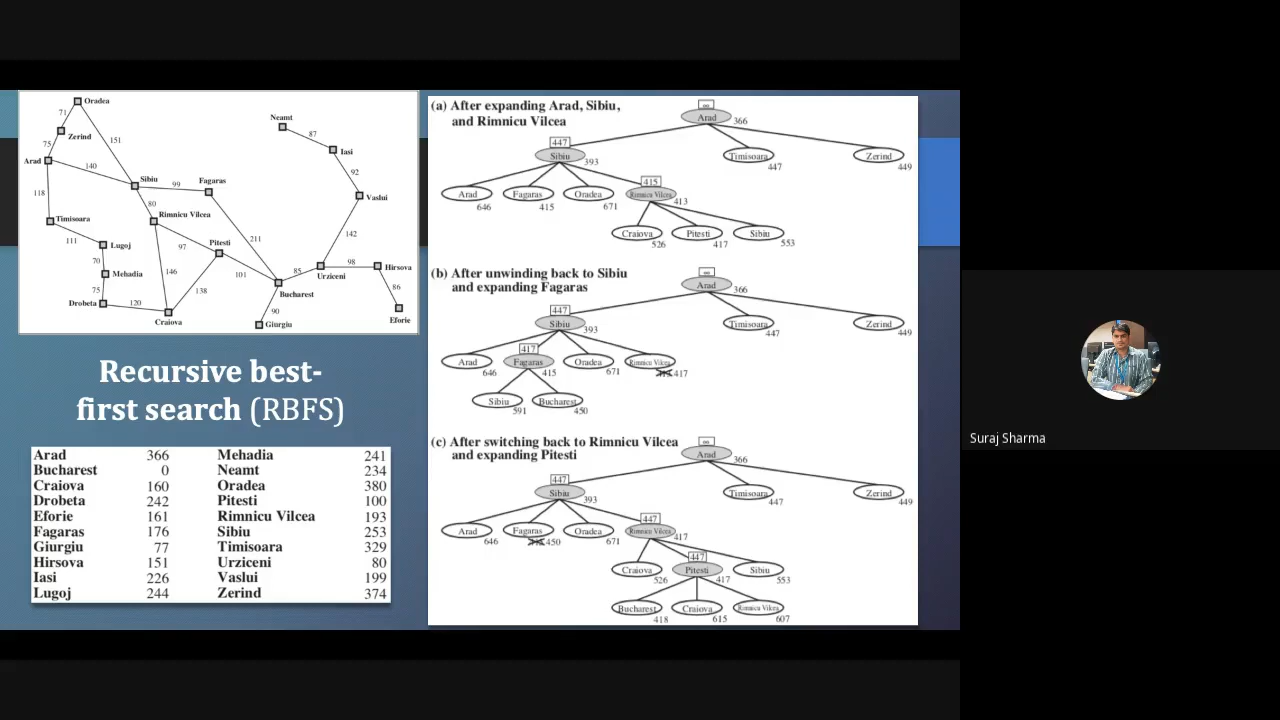 Oradea
71
Neamt
Zerind
87
151
75
Iasi
Arad
140
92
Sibiu
99
Fagaras
118
Vaslui
80
Rimnicu Vilcea
Timisoara
142
111
Lugoj
97
Pitesti
211
70
98
Hirsova
Mehadia
146
101
85
Urziceni
75
138
86
Bucharest
Drobeta
120
90
Craiova
Giurgiu
Eforie
Recursive best-
first search (RBFS)
Arad 366 Mehadia 241
Bucharest 0 Neamt 234
Craiova 160 Oradea 380
Drobeta 242 Pitesti 100
Eforie 161 Rimnicu Vilcea 193
Fagaras 176 Sibiu 253
Giurgiu 77 Timisoara 329
Hirsova 151 Urziceni 80
Iasi 226 Vaslui 199
Lugoj 244 Zerind 374
(a) After expanding Arad, Sibiu,
and Rimnicu Vilcea
∞
Arad 366
447
Sibiu 393 Timisoara 447 Zerind 449
415
Arad 646 Fagaras 415 Oradea 671 Rimnicu Vilcea 413
Craiova 526 Pitesti 417 Sibiu 553
(b) After unwinding back to Sibiu
and expanding Fagaras
∞
Arad 366
447
Sibiu 393 Timisoara 447 Zerind 449
417
Arad 646 Fagaras 415 Oradea 671 Rimnicu Vilcea 417
Sibiu 591 Bucharest 450
(c) After switching back to Rimnicu Vilcea
and expanding Pitesti
∞
Arad 366
447
Sibiu 393 Timisoara 447 Zerind 449
447
Arad 646 Fagaras 450 Oradea 671 Rimnicu Vilcea 417
447
Craiova 526 Pitesti 417 Sibiu 553
Bucharest 418 Craiova 615 Rimnicu Vilcea 607
Suraj Sharma